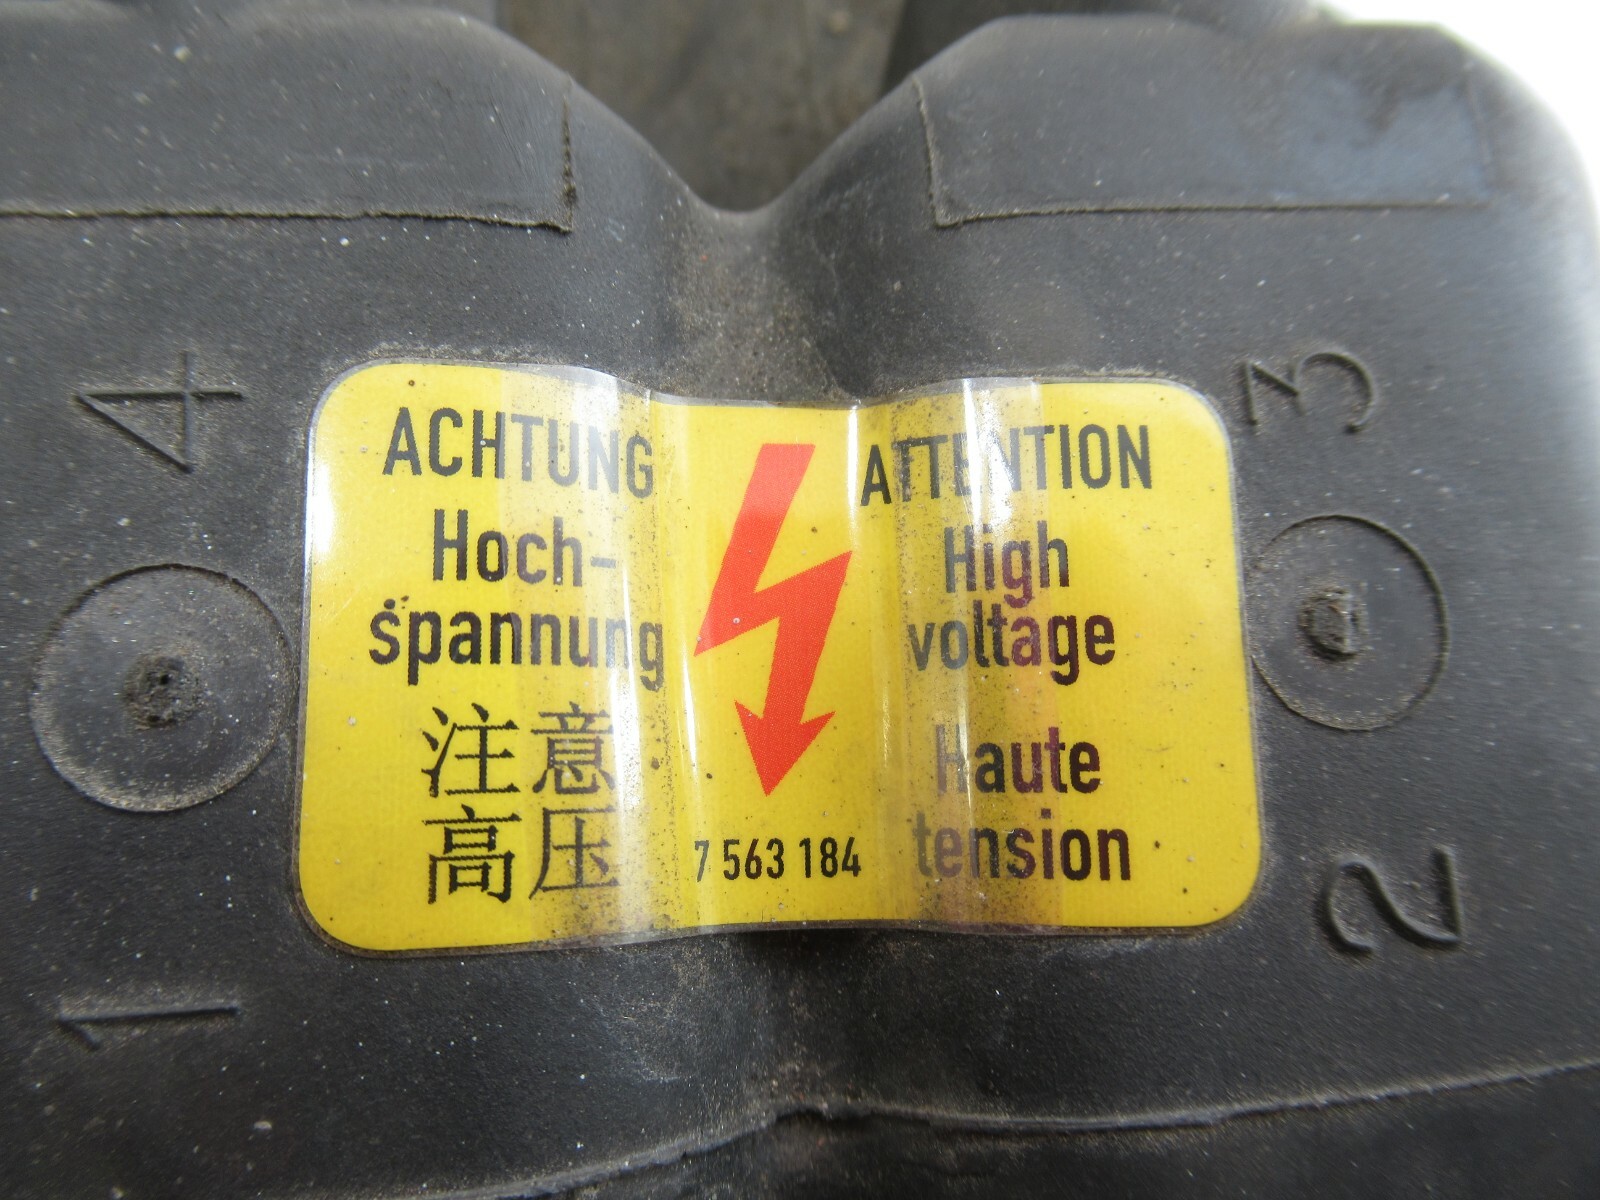 ACHTUNG
Hoch-
spannung
注意
高压
7 563 184
ATTENTION
High
voltage
Haute
tension
4
3
1
2